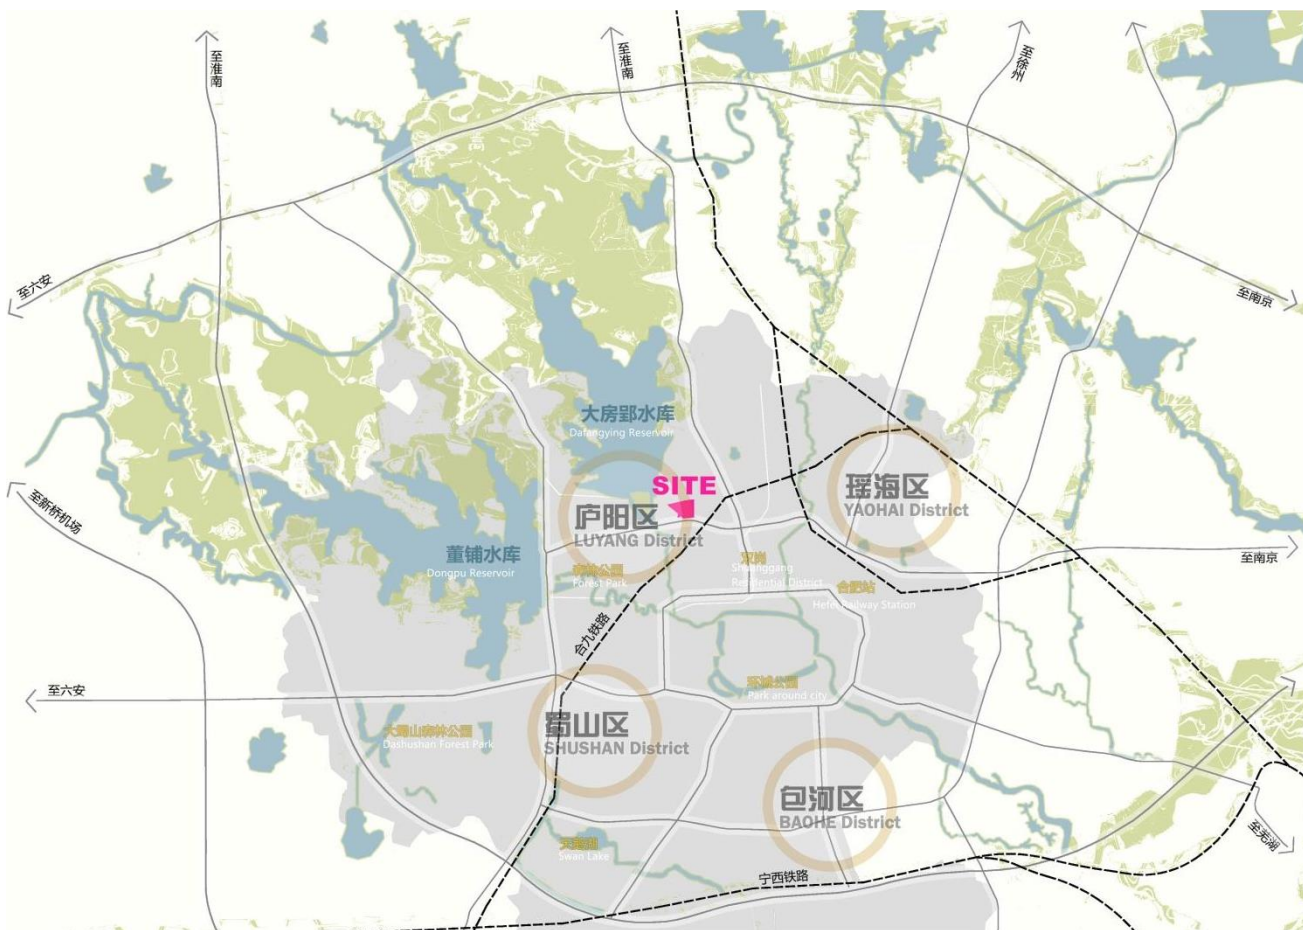 至淮南
至淮南
至徐州
高
至六安
至南京
大房郢水库
Dafangying Reservoir
SITE
瑶海区
YAOHAI District
至新桥机场
庐阳区
LUYANG District
董铺水库
Dongpu Reservoir
森林公园
Forest Park
双岗
Shuanggang
Residential District
至南京
合肥站
Hefei Railway Station
合九铁路
至六安
环城公园
Park around city
大蜀山森林公园
Dashushan Forest Park
蜀山区
SHUSHAN District
包河区
BAOHE District
至芜湖
天鹅湖
Swan Lake
宁西铁路